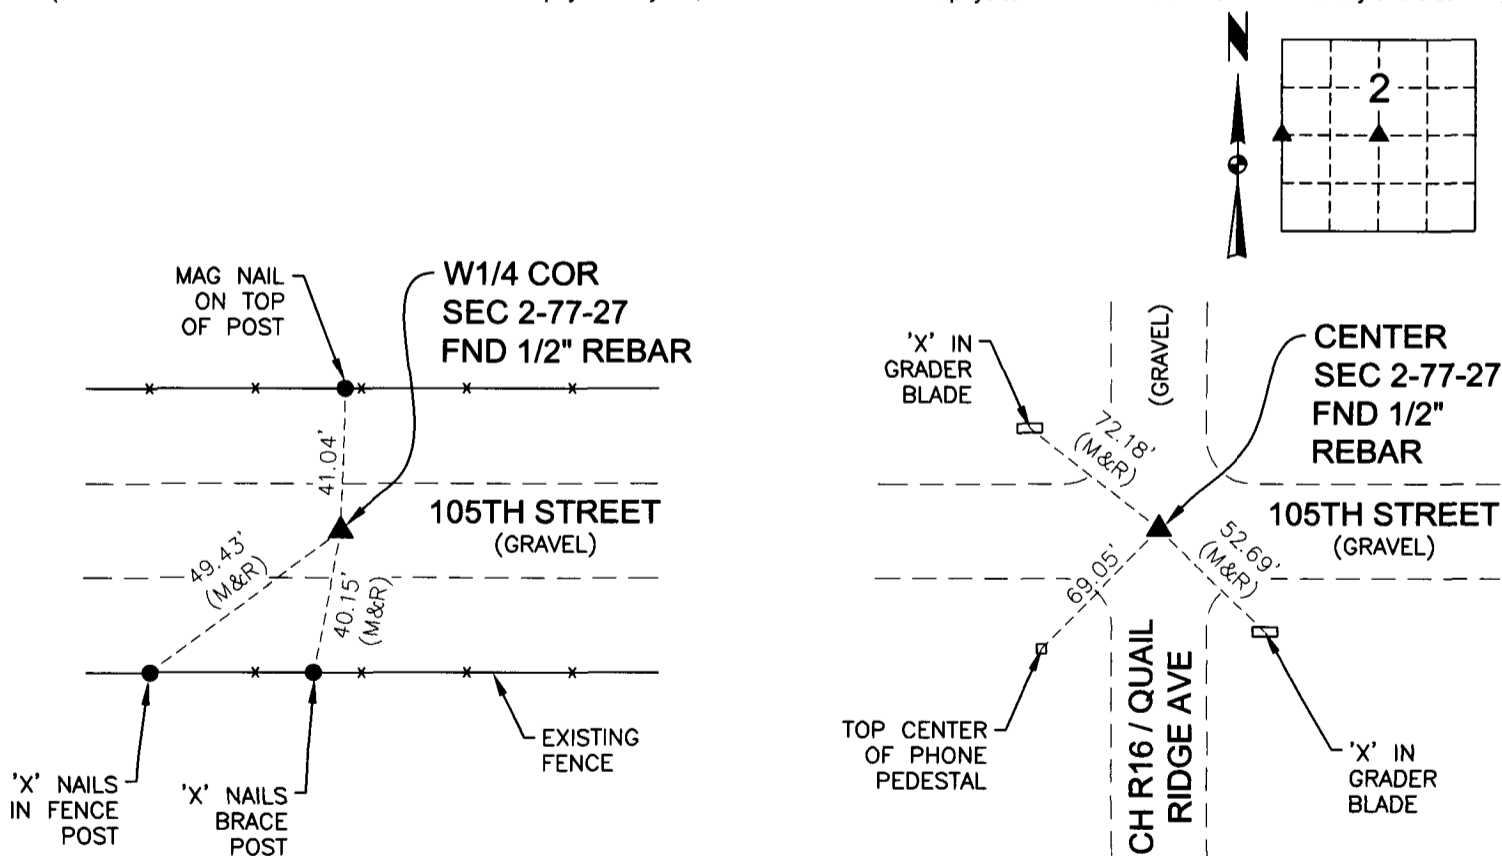 N
2
MAG NAIL
ON TOP
OF POST
W1/4 COR
SEC 2-77-27
FND 1/2" REBAR
41.04'
105TH STREET
(GRAVEL)
49.43'
(M&R)
40.15'
(M&R)
EXISTING
FENCE
'X' NAILS
IN FENCE
POST
'X' NAILS
BRACE
POST
'X' IN
GRADER
BLADE
(GRAVEL)
CENTER
SEC 2-77-27
FND 1/2"
REBAR
72.18'
(M&R)
105TH STREET
(GRAVEL)
52.69'
(M&R)
69.05'
TOP CENTER
OF PHONE
PEDESTAL
CH R16 / QUAIL
RIDGE AVE
'X' IN
GRADER
BLADE